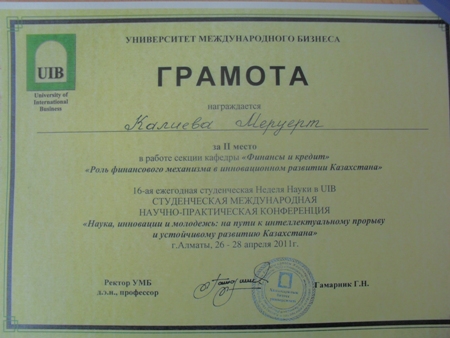 УНИВЕРСИТЕТ МЕЖДУНАРОДНОГО БИЗНЕСА
UIB
University of
International
Business
ГРАМОТА
награждается
Калиева Меруерт
за II место
в работе секции кафедры «Финансы и кредит»
«Роль финансового механизма в инновационном развитии Казахстана»
16-ая ежегодная студенческая Неделя Науки в UIB
СТУДЕНЧЕСКАЯ МЕЖДУНАРОДНАЯ
НАУЧНО-ПРАКТИЧЕСКАЯ КОНФЕРЕНЦИЯ
«Наука, инновации и молодежь: на пути к интеллектуальному прорыву
и устойчивому развитию Казахстана»
г.Алматы, 26 - 28 апреля 2011г.
Ректор УМБ
д.э.н., профессор
Гамарник Г.Н.